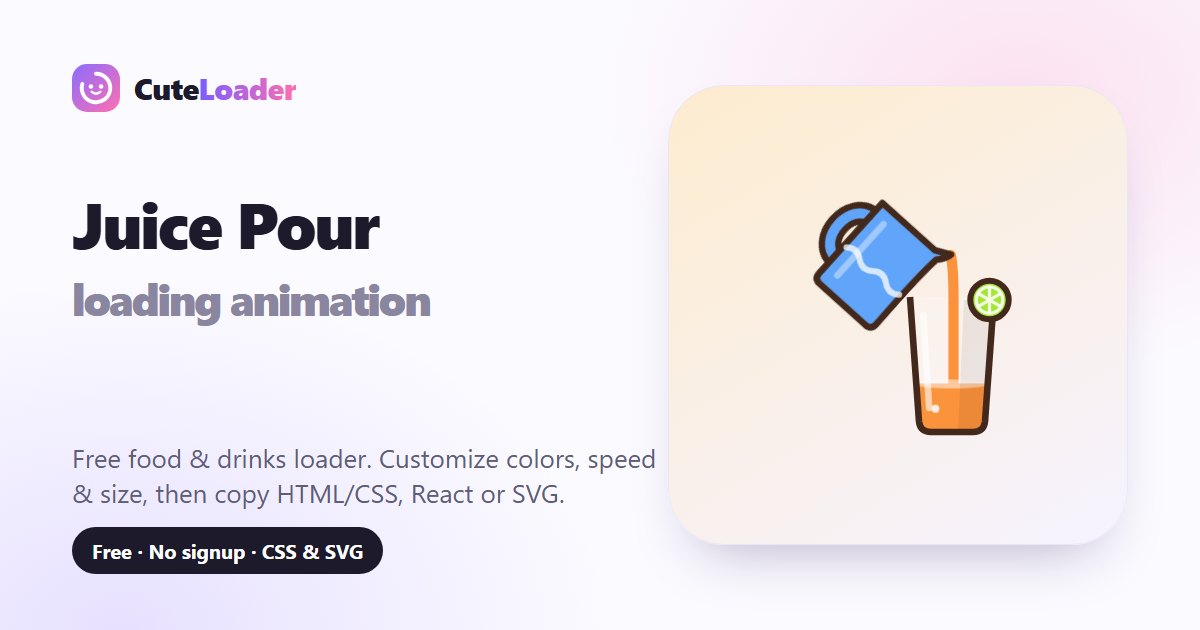 CuteLoader
Juice Pour
loading animation
Free food & drinks loader. Customize colors, speed
& size, then copy HTML/CSS, React or SVG.
Free · No signup · CSS & SVG